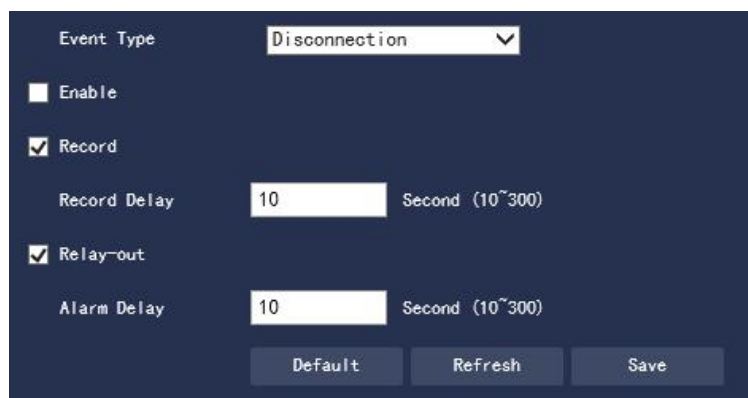 Event Type Disconnection
Enable
Record
Record Delay 10 Second (10~300)
Relay-out
Alarm Delay 10 Second (10~300)
Default Refresh Save